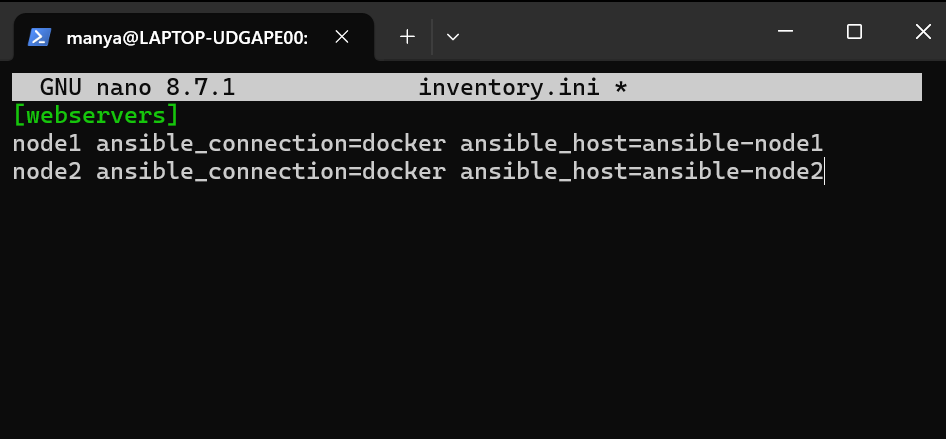 manya@LAPTOP-UDGAPE00:
GNU nano 8.7.1 inventory.ini *
[webservers]
node1 ansible_connection=docker ansible_host=ansible-node1
node2 ansible_connection=docker ansible_host=ansible-node2